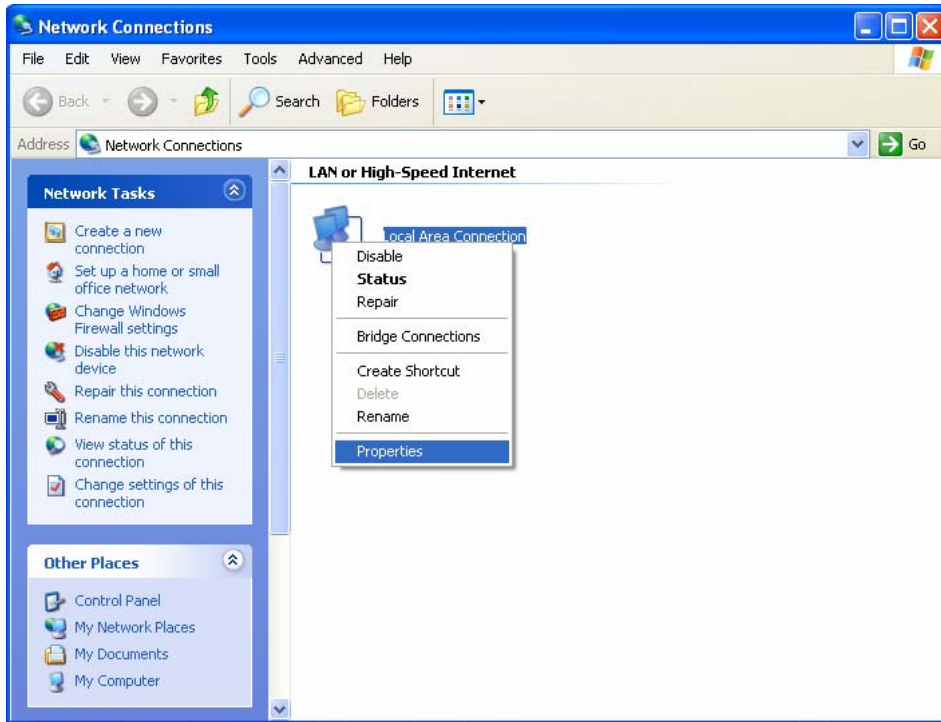 Network Connections
File Edit View Favorites Tools Advanced Help
Back Search Folders
Address Network Connections Go
Network Tasks
Create a new
connection
Set up a home or small
office network
Change Windows
Firewall settings
Disable this network
device
Repair this connection
Rename this connection
View status of this
connection
Change settings of this
connection
Other Places
Control Panel
My Network Places
My Documents
My Computer
LAN or High-Speed Internet
Local Area Connection
Disable
Status
Repair
Bridge Connections
Create Shortcut
Delete
Rename
Properties